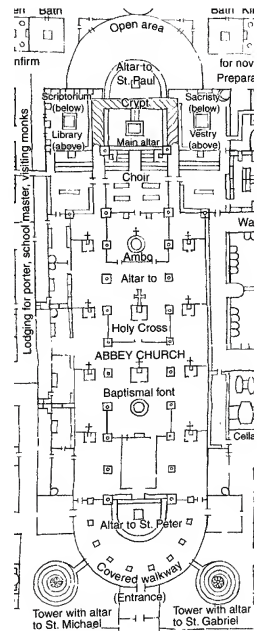 Bath
Bath
Open area
nfirm
for nov
Altar to
St. Paul
Prepara
Scriptorium
(below)
Crypt
Sacristy
(below)
Library
(above)
Main altar
Vestry
(above)
Choir
Lodging for porter, school master, visiting monks
Wa
Ambo
Altar to
Holy Cross
ABBEY CHURCH
Baptismal font
Cella
Altar to St. Peter
Covered walkway
(Entrance)
Tower with altar
to St. Michael
Tower with altar
to St. Gabriel